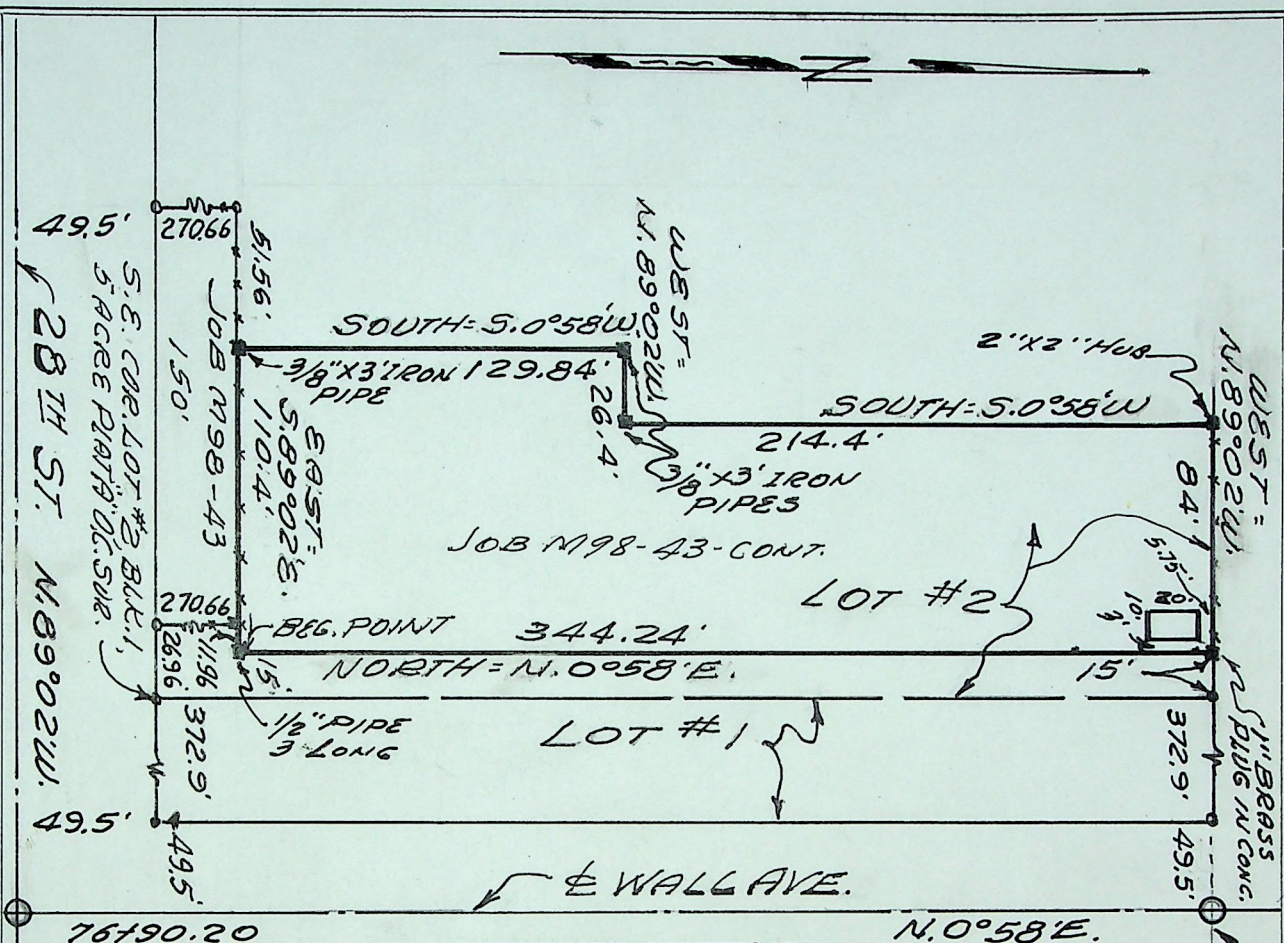 N
49.5'
270.66
51.56'
SOUTH= S.0°58'W.
WEST=
N.89°02'W.
2"X2" HUB
WEST=
N.89°02'W.
3/8"X3' IRON
PIPE
129.84'
26.4'
SOUTH= S.0°58'W
214.4'
84'
3/8"X3' IRON
PIPES
28TH ST. N.89°02'W.
S.E. COR. LOT #2 BLK.1,
5 ACRE PLAT "A" O.C. SUR.
150'
JOB M98-43
EAST=
S.89°02'E.
110.4'
JOB M98-43-CONT.
LOT #2
5.75'
10'
270.66
BEG. POINT
344.24'
NORTH= N.0°58'E.
15'
15'
26.96
11.96
1/2" PIPE
3 LONG
372.9'
LOT #1
372.9'
1" BRASS
PLUG IN CONC.
49.5'
49.5'
49.5'
℄ WALL AVE.
76+90.20
N.0°58'E.